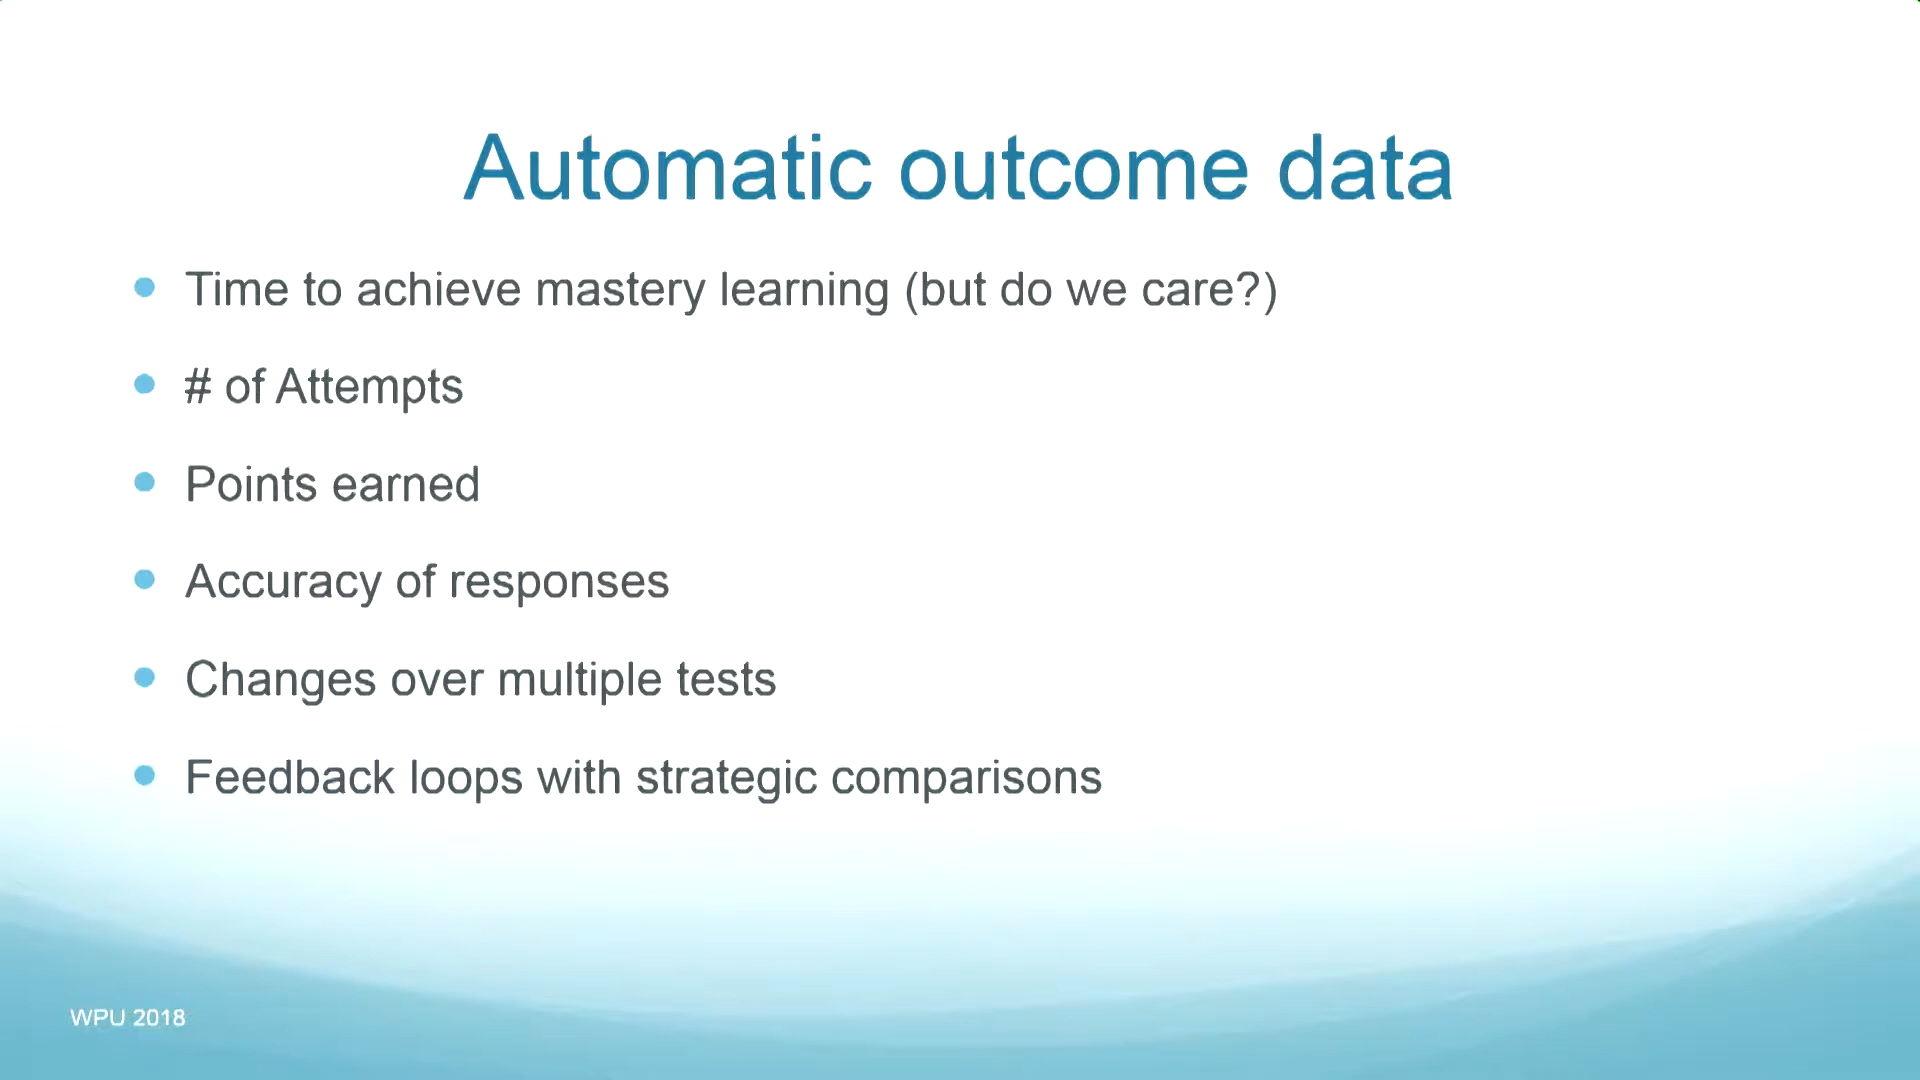 Automatic outcome data
• Time to achieve mastery learning (but do we care?)
• # of Attempts
• Points earned
• Accuracy of responses
• Changes over multiple tests
• Feedback loops with strategic comparisons
WPU 2018